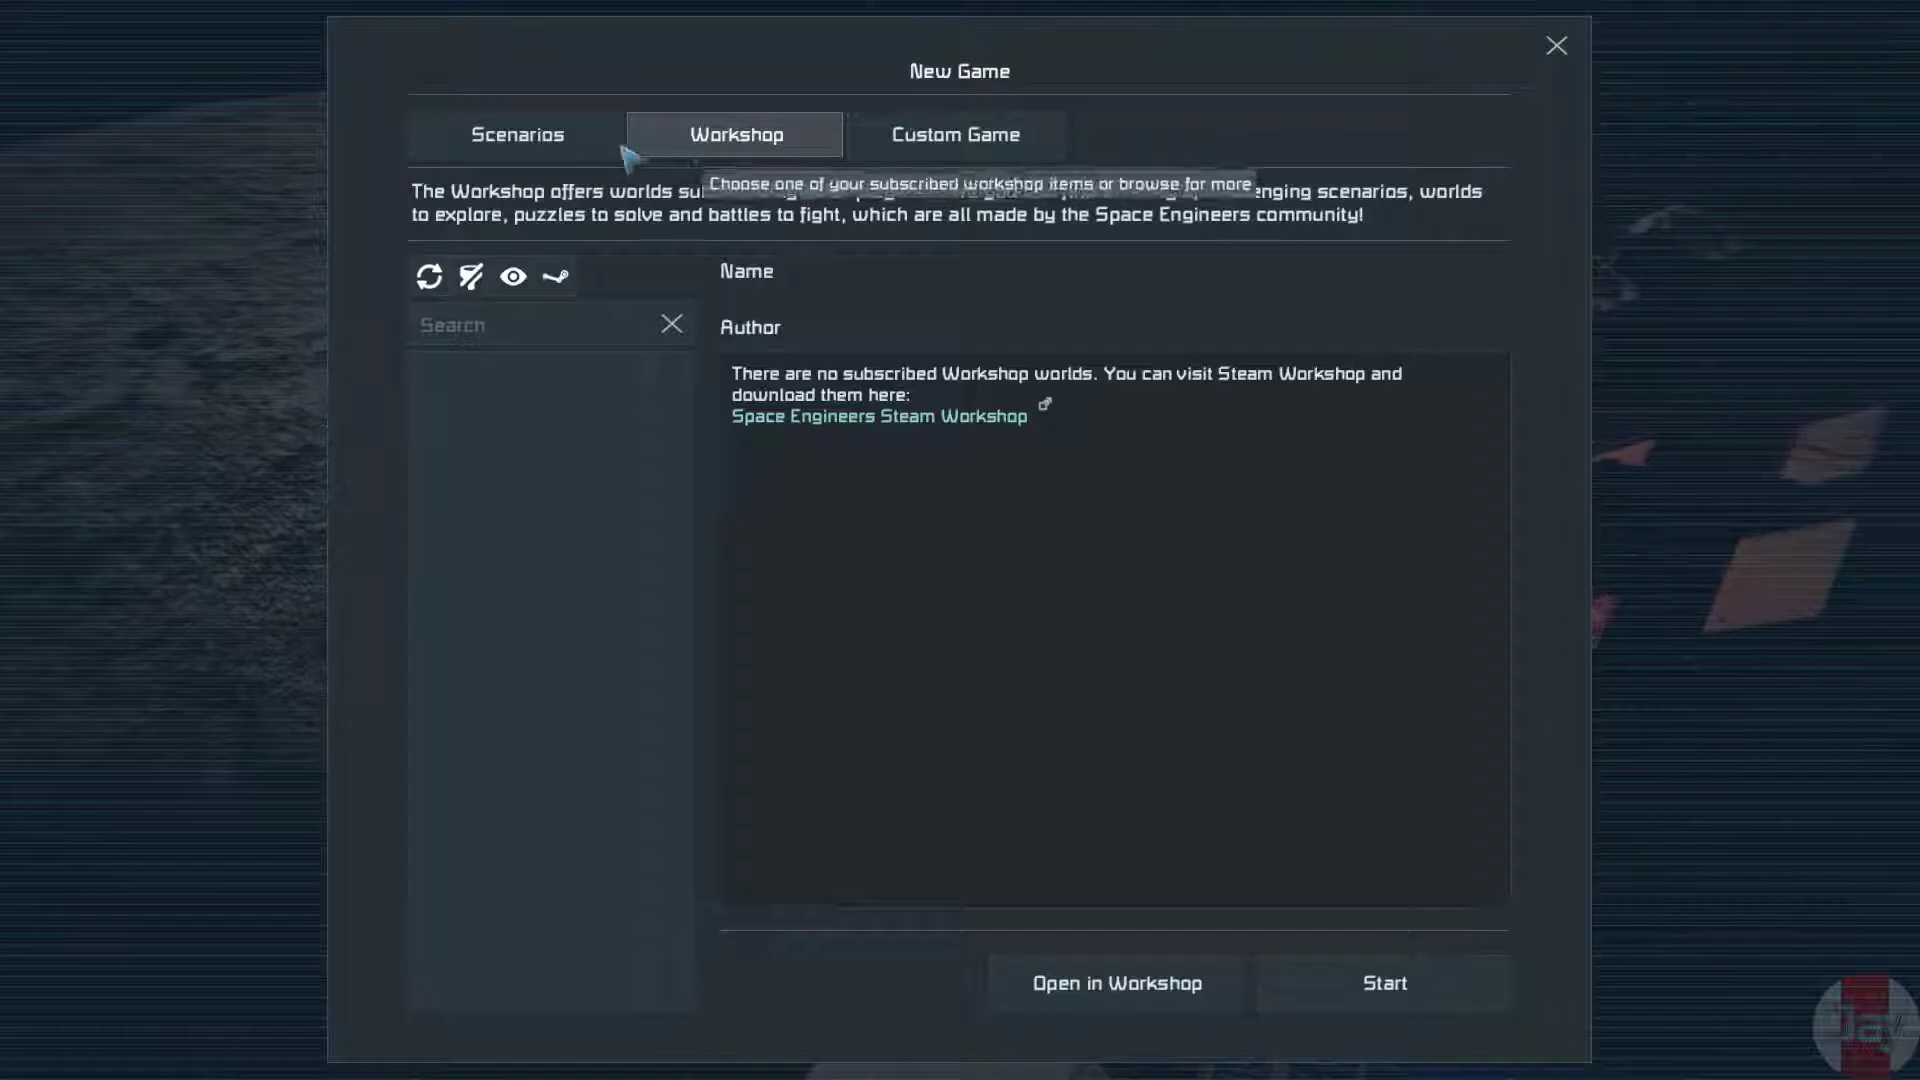 New Game
Scenarios
Workshop
Custom Game
Choose one of your subscribed workshop items or browse for more
The Workshop offers worlds enging scenarios, worlds
to explore, puzzles to solve and battles to fight, which are all made by the Space Engineers community!
Search
Name
Author
There are no subscribed Workshop worlds. You can visit Steam Workshop and
download them here:
Space Engineers Steam Workshop
Open in Workshop
Start
Jay